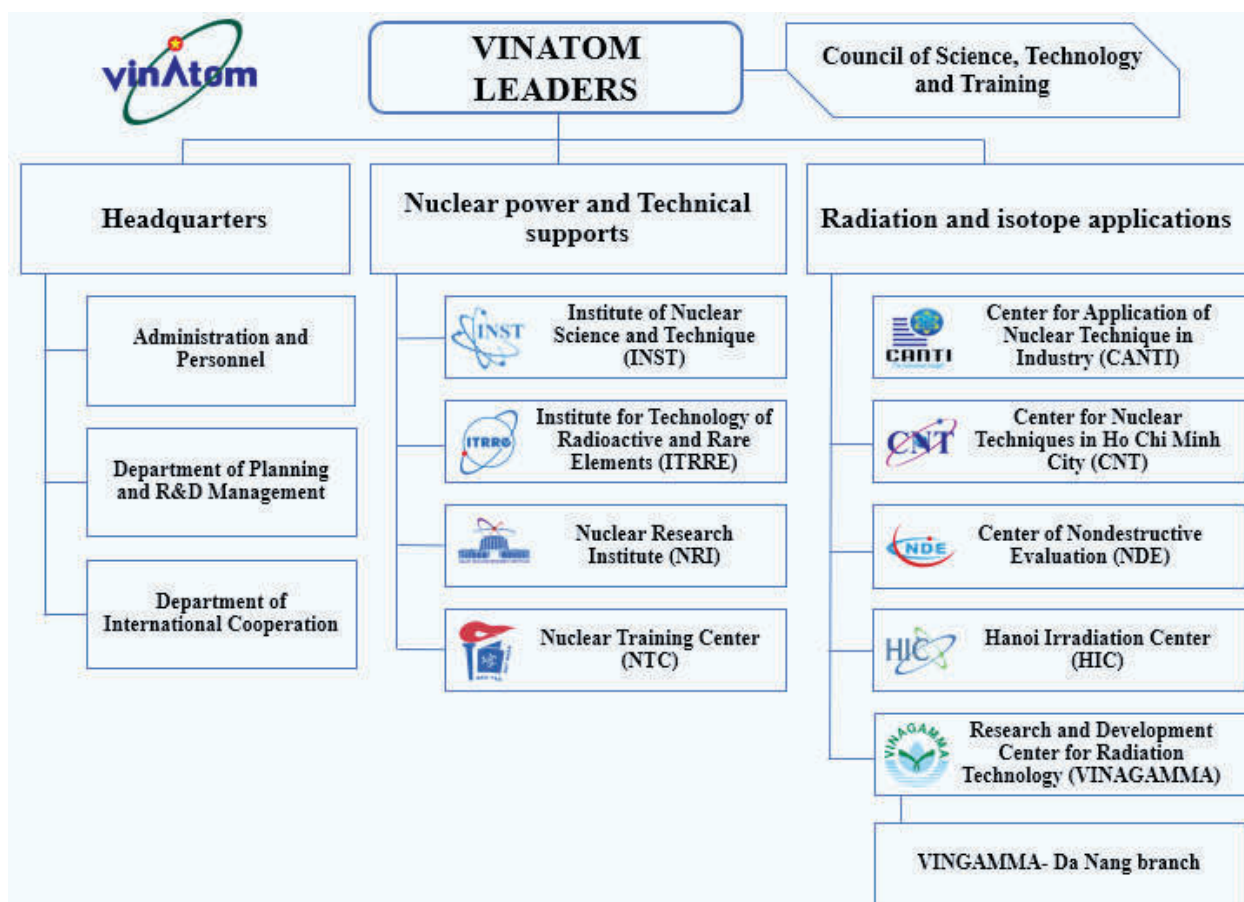 vinAtom
VINATOM
LEADERS
Council of Science, Technology
and Training
Headquarters
Administration and
Personnel
Department of Planning
and R&D Management
Department of
International Cooperation
Nuclear power and Technical
supports
INST
Institute of Nuclear
Science and Technique
(INST)
ITRRE
Institute for Technology of
Radioactive and Rare
Elements (ITRRE)
Nuclear Research
Institute (NRI)
Nuclear Training Center
(NTC)
Radiation and isotope applications
CANTI
Center for Application of
Nuclear Technique in
Industry (CANTI)
CNT
Center for Nuclear
Techniques in Ho Chi Minh
City (CNT)
NDE
Center of Nondestructive
Evaluation (NDE)
HIC
Hanoi Irradiation Center
(HIC)
VINAGAMMA
Research and Development
Center for Radiation
Technology (VINAGAMMA)
VINGAMMA- Da Nang branch